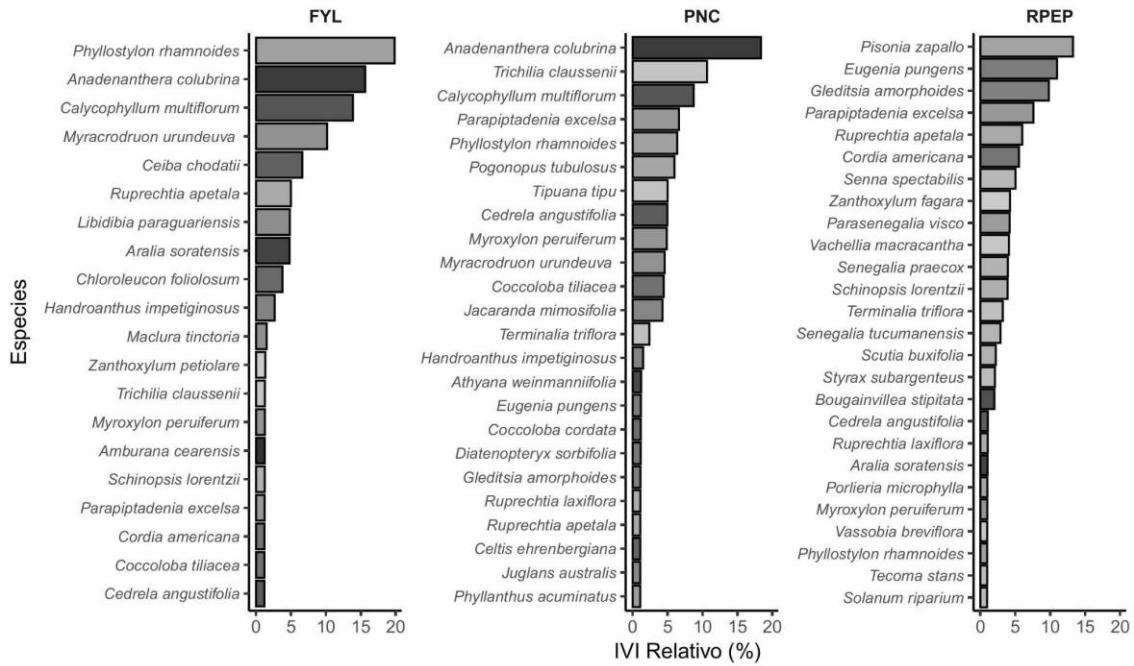 FYL
PNC
RPEP
Especies
Phyllostylon rhamnoides
Anadenanthera colubrina
Calycophyllum multiflorum
Myracrodruon urundeuva
Ceiba chodatii
Ruprechtia apetala
Libidibia paraguariensis
Aralia soratensis
Chloroleucon foliolosum
Handroanthus impetiginosus
Maclura tinctoria
Zanthoxylum petiolare
Trichilia claussenii
Myroxylon peruiferum
Amburana cearensis
Schinopsis lorentzii
Parapiptadenia excelsa
Cordia americana
Coccoloba tiliacea
Cedrela angustifolia
0 5 10 15 20
Anadenanthera colubrina
Trichilia claussenii
Calycophyllum multiflorum
Parapiptadenia excelsa
Phyllostylon rhamnoides
Pogonopus tubulosus
Tipuana tipu
Cedrela angustifolia
Myroxylon peruiferum
Myracrodruon urundeuva
Coccoloba tiliacea
Jacaranda mimosifolia
Terminalia triflora
Handroanthus impetiginosus
Athyana weinmanniifolia
Eugenia pungens
Coccoloba cordata
Diatenopteryx sorbifolia
Gleditsia amorphoides
Ruprechtia laxiflora
Ruprechtia apetala
Celtis ehrenbergiana
Juglans australis
Phyllanthus acuminatus
0 5 10 15 20
Pisonia zapallo
Eugenia pungens
Gleditsia amorphoides
Parapiptadenia excelsa
Ruprechtia apetala
Cordia americana
Senna spectabilis
Zanthoxylum fagara
Parasenegalia visco
Vachellia macracantha
Senegalia praecox
Schinopsis lorentzii
Terminalia triflora
Senegalia tucumanensis
Scutia buxifolia
Styrax subargenteus
Bougainvillea stipitata
Cedrela angustifolia
Ruprechtia laxiflora
Aralia soratensis
Porlieria microphylla
Myroxylon peruiferum
Vassobia breviflora
Phyllostylon rhamnoides
Tecoma stans
Solanum riparium
0 5 10 15 20
IVI Relativo (%)